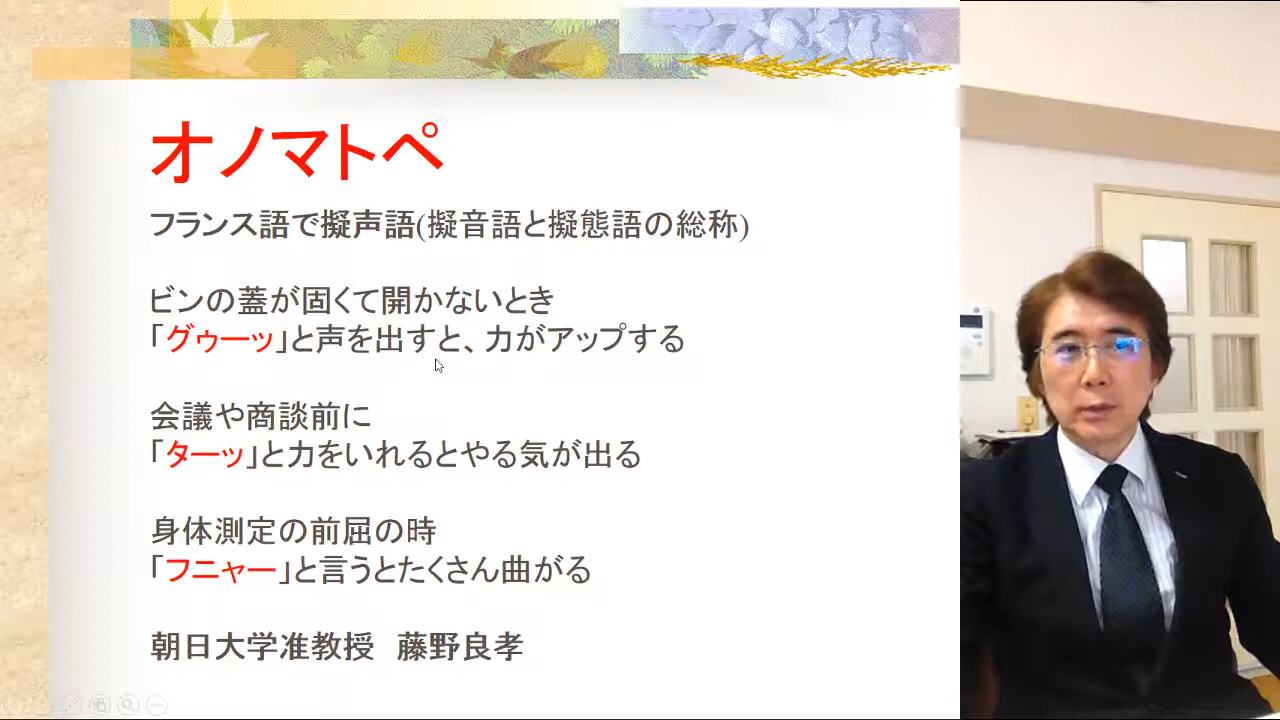 オノマトペ
フランス語で擬声語(擬音語と擬態語の総称)
ビンの蓋が固くて開かないとき
「グゥーッ」と声を出すと、力がアップする
会議や商談前に
「ターッ」と力をいれるとやる気が出る
身体測定の前屈の時
「フニャー」と言うとたくさん曲がる
朝日大学准教授　藤野良孝